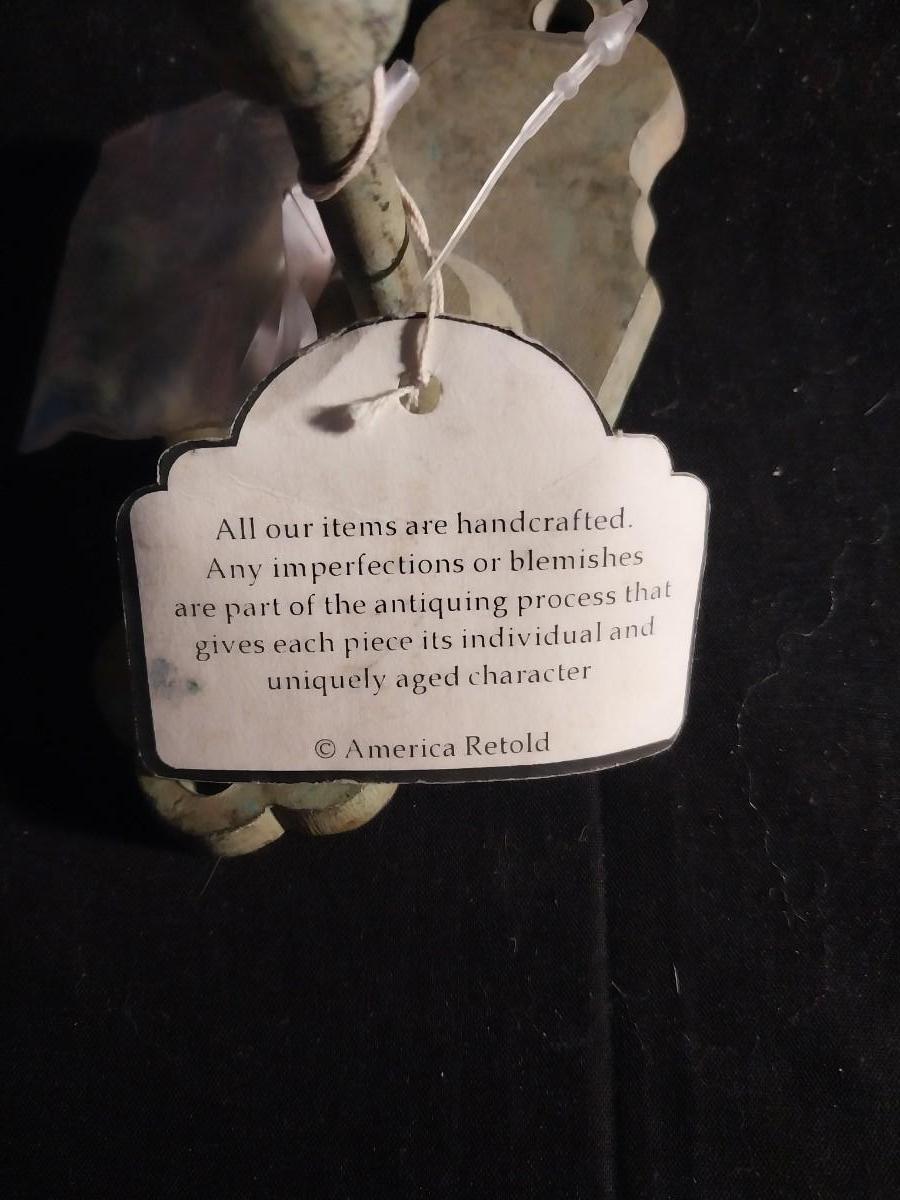 All our items are handcrafted.
Any imperfections or blemishes
are part of the antiquing process that
gives each piece its individual and
uniquely aged character
© America Retold